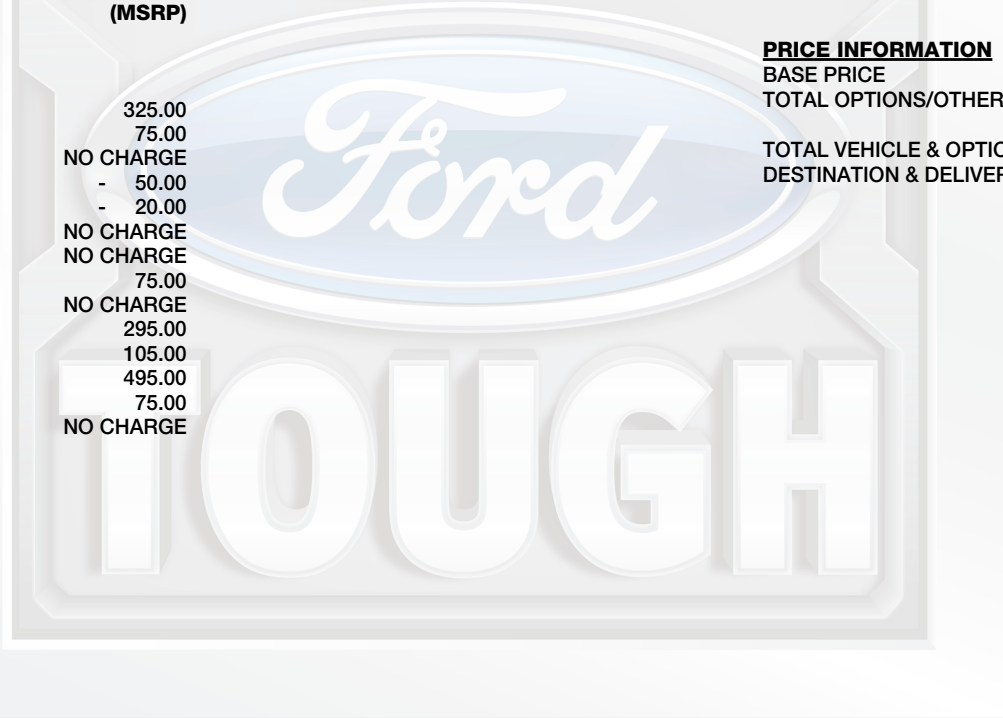 (MSRP)
325.00
75.00
NO CHARGE
- 50.00
- 20.00
NO CHARGE
NO CHARGE
75.00
NO CHARGE
295.00
105.00
495.00
75.00
NO CHARGE
PRICE INFORMATION
BASE PRICE
TOTAL OPTIONS/OTHER
TOTAL VEHICLE & OPTIO
DESTINATION & DELIVER
Ford
TOUGH